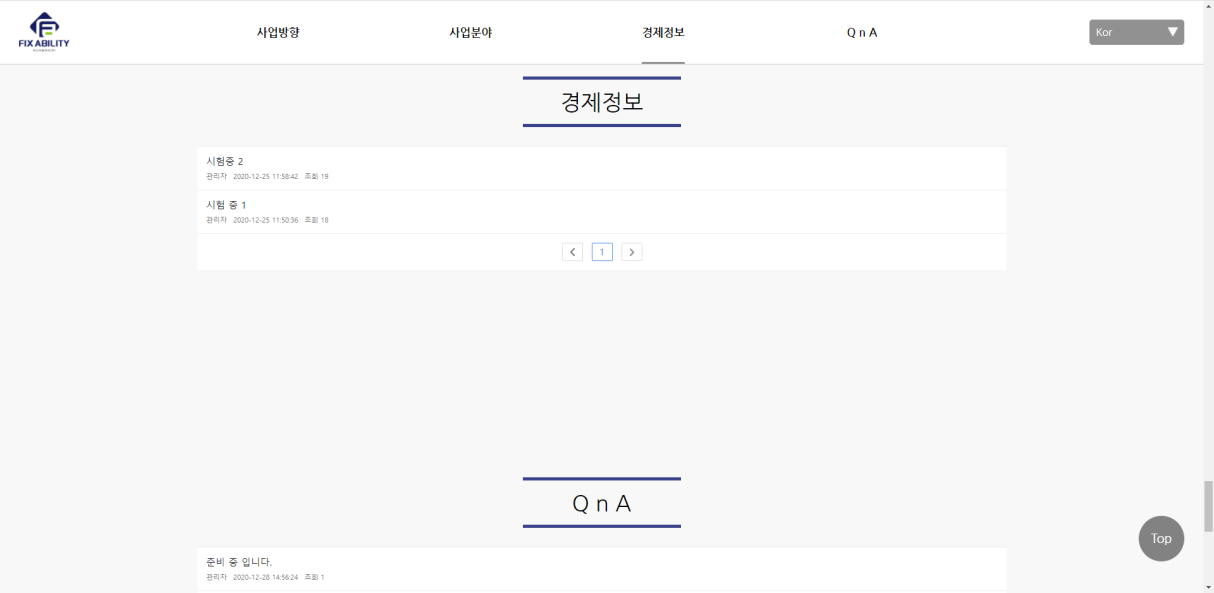 FIX ABILITY
사업방향
사업분야
경제정보
Q n A
Kor
경제정보
시험중 2
관리자 2020-12-25 11:58:42 조회 19
시험 중 1
관리자 2020-12-25 11:50:36 조회 18
1
Q n A
준비 중 입니다.
관리자 2020-12-28 14:56:24 조회 1
Top